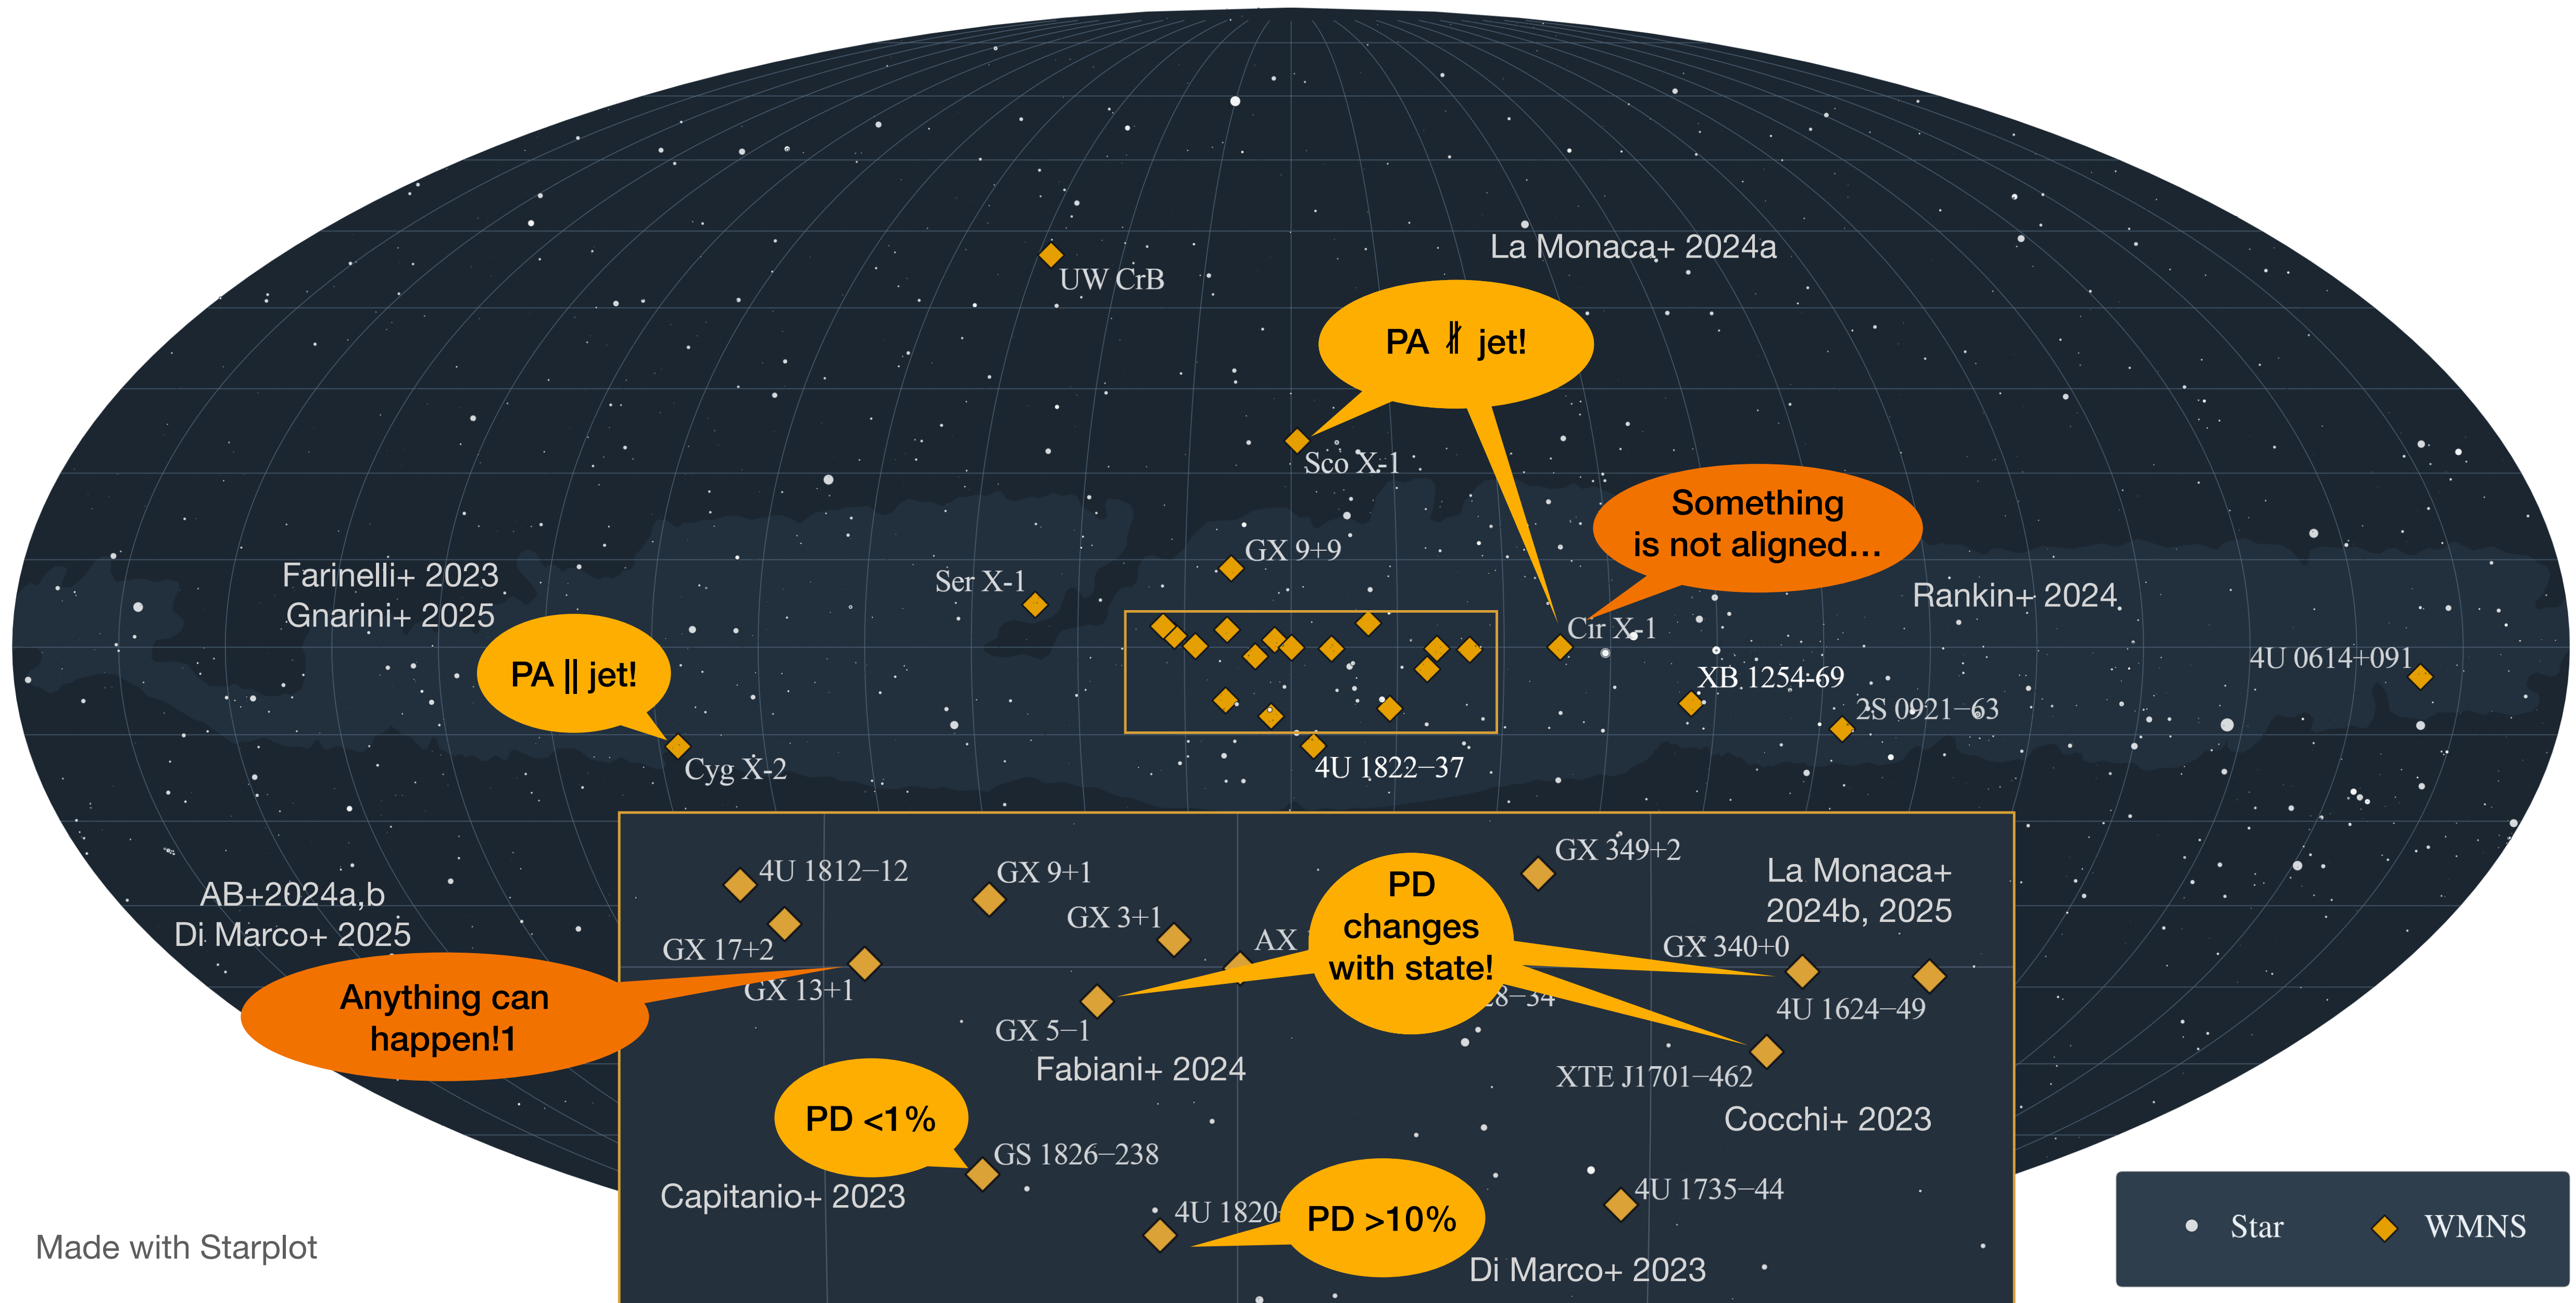 UW CrB
La Monaca+ 2024a
PA ∦ jet!
Sco X-1
Something
is not aligned...
GX 9+9
Farinelli+ 2023
Gnarini+ 2025
Ser X-1
Rankin+ 2024
Cir X-1
PA || jet!
4U 0614+091
XB 1254-69
2S 0921−63
Cyg X-2
4U 1822−37
4U 1812−12
GX 9+1
GX 349+2
PD
changes
with state!
La Monaca+
2024b, 2025
AB+2024a,b
Di Marco+ 2025
GX 17+2
GX 3+1
AX
GX 340+0
Anything can
happen!1
GX 13+1
GX 5−1
28−34
4U 1624−49
Fabiani+ 2024
XTE J1701−462
PD <1%
Cocchi+ 2023
GS 1826−238
Capitanio+ 2023
4U 1820-
PD >10%
4U 1735−44
Di Marco+ 2023
Made with Starplot
Star
WMNS